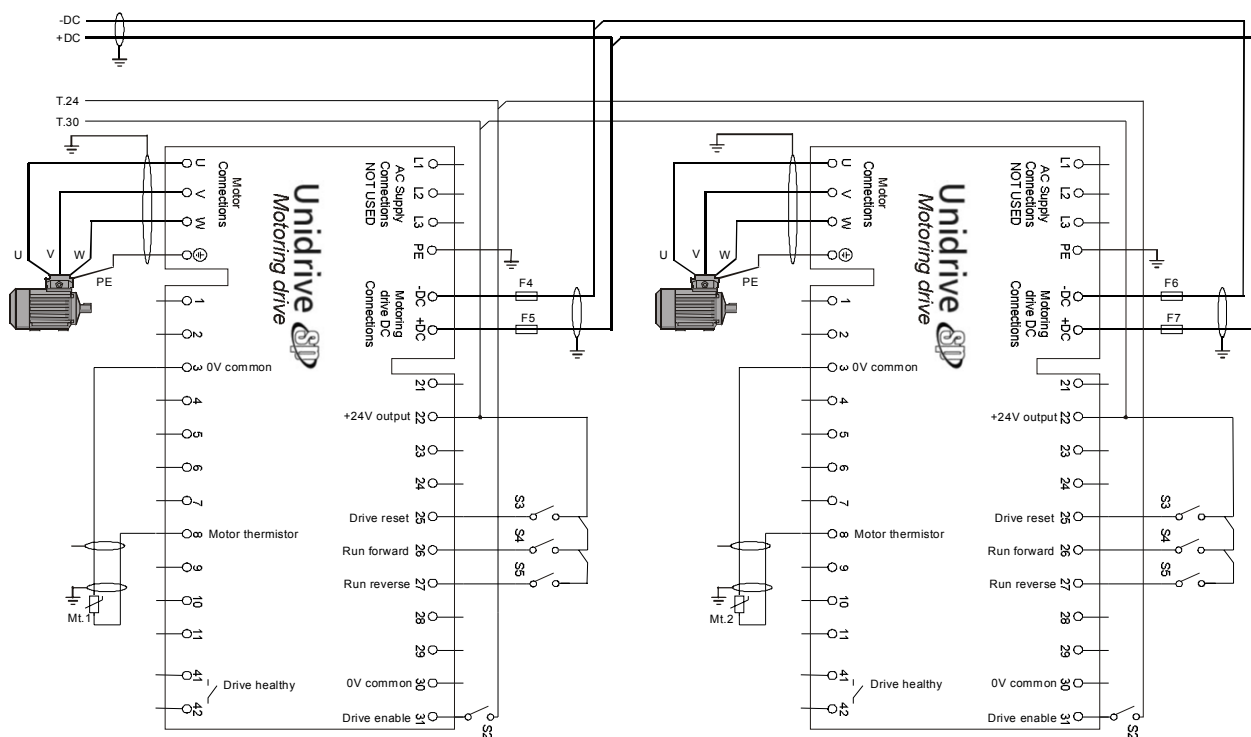 -DC
+DC
T.24
T.30
U
V
W
Motor
Connections
U
V
W
PE
Unidrive SP
Motoring drive
L1
L2
L3
PE
AC Supply
Connections
NOT USED
-DC
+DC
Motoring
drive DC
Connections
F4
F5
1
2
3
0V common
4
5
6
7
8
Motor thermistor
9
10
11
41
42
Drive healthy
Mt.1
21
+24V output
22
23
24
Drive reset
25
S3
Run forward
26
S4
Run reverse
27
S5
28
29
0V common
30
Drive enable
31
S2
U
V
W
Motor
Connections
U
V
W
PE
Unidrive SP
Motoring drive
L1
L2
L3
PE
AC Supply
Connections
NOT USED
-DC
+DC
Motoring
drive DC
Connections
F6
F7
1
2
3
0V common
4
5
6
7
8
Motor thermistor
9
10
11
41
42
Drive healthy
Mt.2
21
+24V output
22
23
24
Drive reset
25
S3
Run forward
26
S4
Run reverse
27
S5
28
29
0V common
30
Drive enable
31
S2